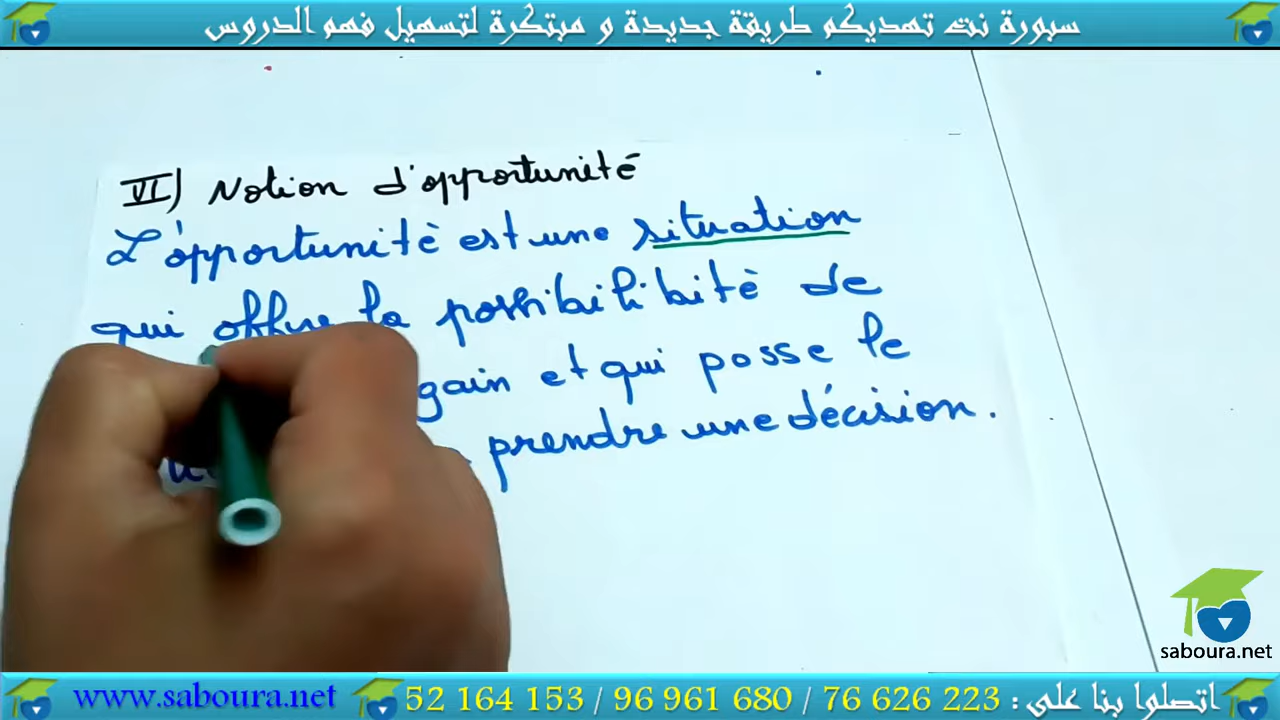 سبورة نت تهديكم طريقة جديدة و مبتكرة لتسهيل فهم الدروس
VI) Notion d'opportunité
L'opportunitè est une situation
qui offre la possibilibitè de
gain et qui posse le
prendre une décision.
saboura.net
www.saboura.net 52 164 153 / 96 961 680 / 76 626 223 : اتصلوا بنا على